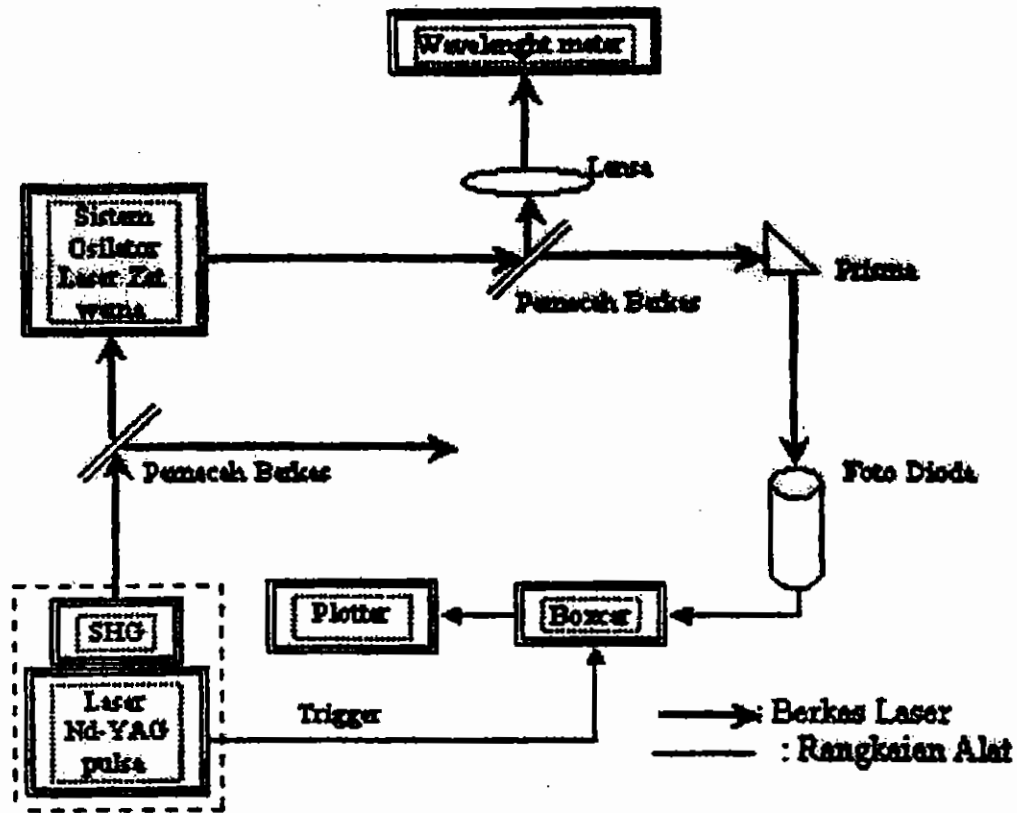 Wavelenght meter
Lensa
Sistem
Osilator
Laser Zat
warna
Pemecah Berkas
Prisma
Pemecah Berkas
Foto Dioda
SHG
Plotter
Boxcar
Laser
Nd-YAG
pulsa
Trigger
: Berkas Laser
: Rangkaian Alat